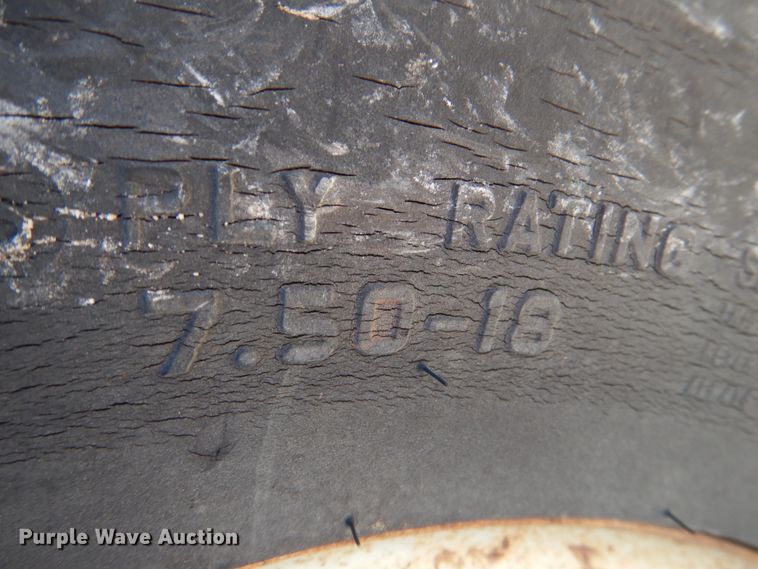 PLY RATING
7.50-18
Purple Wave Auction